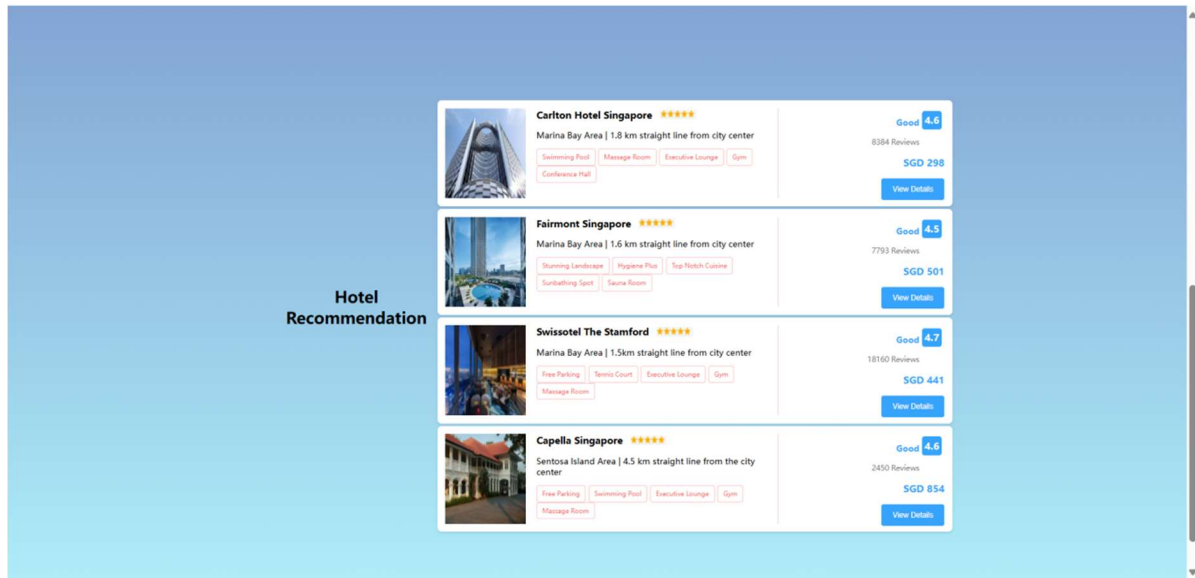 Hotel
Recommendation
Carlton Hotel Singapore
Marina Bay Area | 1.8 km straight line from city center
Swimming Pool Massage Room Executive Lounge Gym
Conference Hall
Good 4.6
8384 Reviews
SGD 298
View Details
Fairmont Singapore
Marina Bay Area | 1.6 km straight line from city center
Stunning Landscape Hygiene Plus Top Notch Cuisine
Sunbathing Spot Sauna Room
Good 4.5
7793 Reviews
SGD 501
View Details
Swissotel The Stamford
Marina Bay Area | 1.5km straight line from city center
Free Parking Tennis Court Executive Lounge Gym
Massage Room
Good 4.7
18160 Reviews
SGD 441
View Details
Capella Singapore
Sentosa Island Area | 4.5 km straight line from the city
center
Free Parking Swimming Pool Executive Lounge Gym
Massage Room
Good 4.6
2450 Reviews
SGD 854
View Details